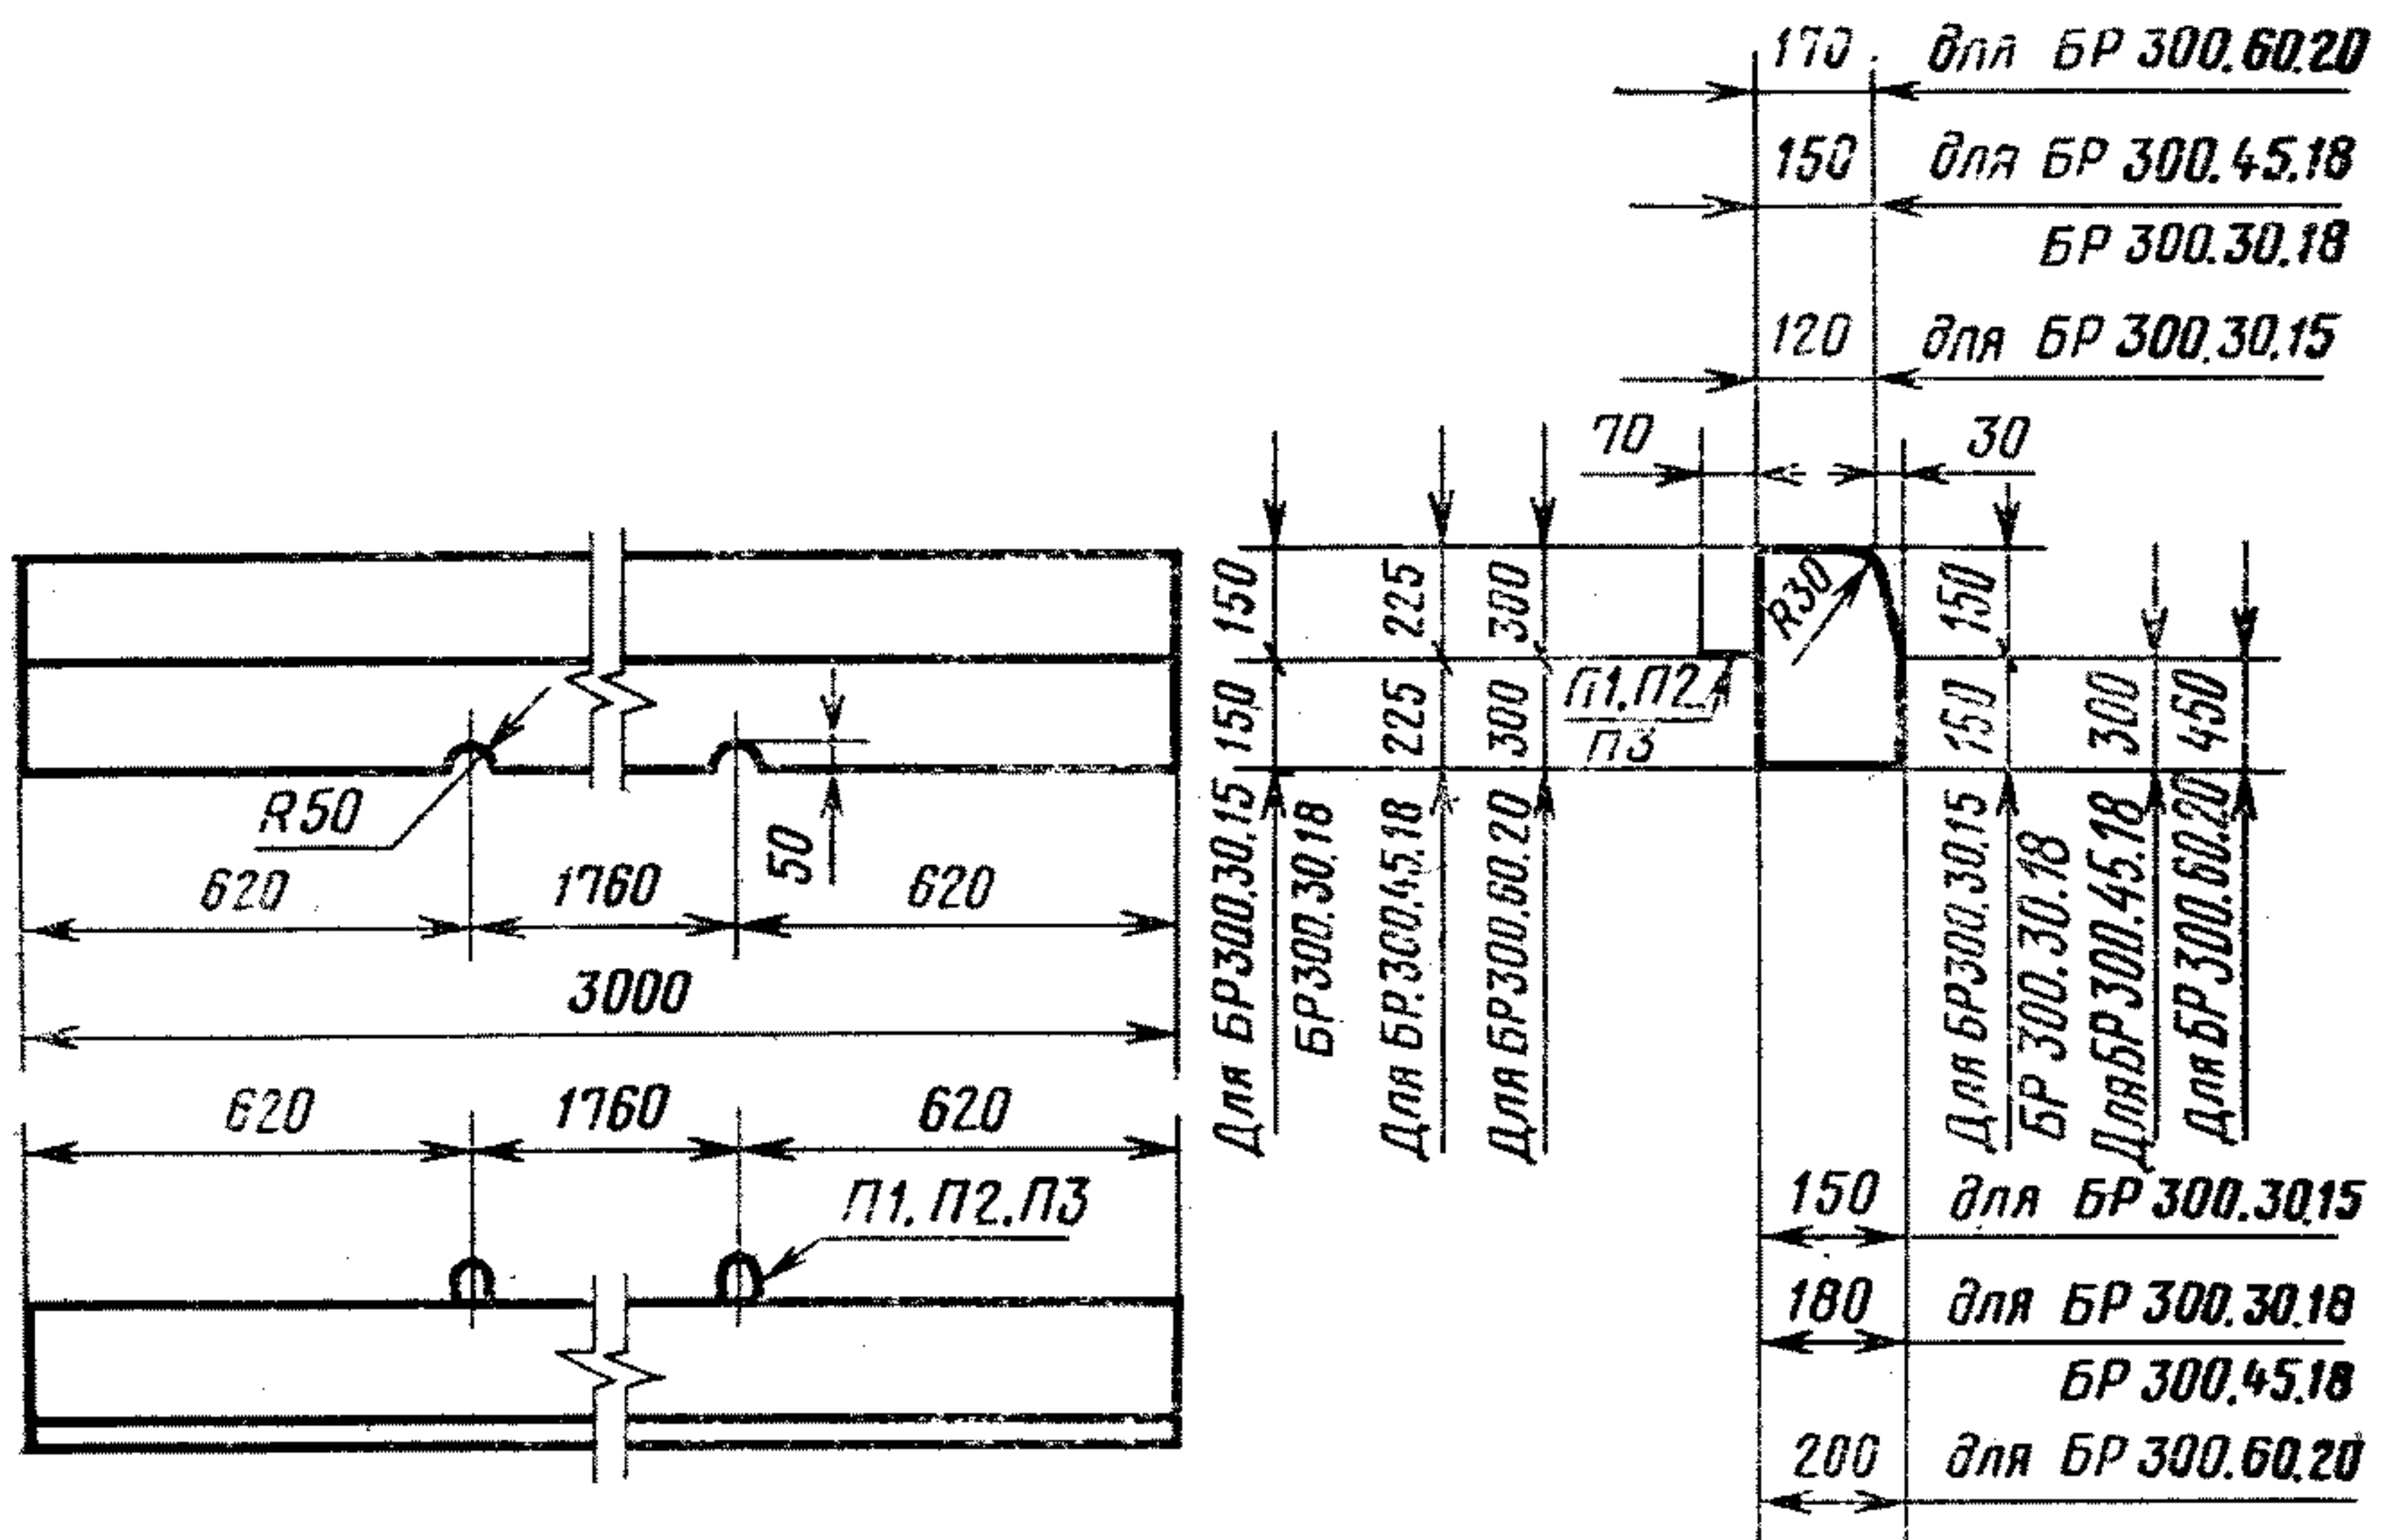 170 для БР 300.60.20
150 для БР 300.45.18
БР 300.30.18
120 для БР 300.30.15
70
30
150
225
300
R30
150
150
225
300
П1.П2
П3
150
300
450
R50
50
620
1760
620
3000
Для БР300.30.15
БР300.30.18
Для БР.300.45.18
Для БР300.60.20
Для БР300.30.15
БР 300.30.18
Для БР 300.45.18
Для БР 300.60.20
620
1760
620
П1.П2.П3
150 для БР 300.30.15
180 для БР 300.30.18
БР 300.45.18
200 для БР 300.60.20